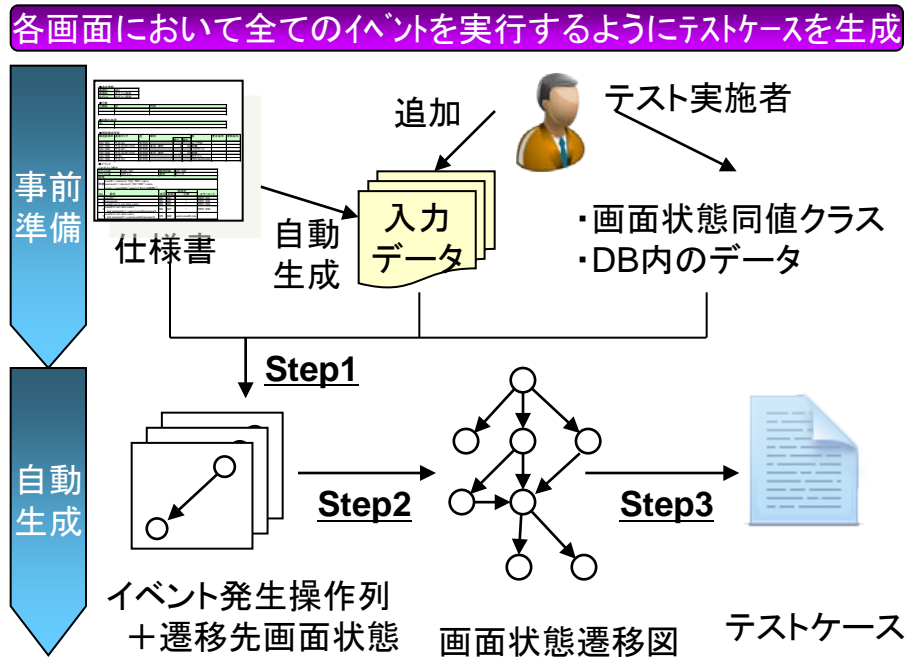 各画面において全てのイベントを実行するようにテストケースを生成
事前
準備
仕様書
追加
テスト実施者
自動
生成
入力
データ
・画面状態同値クラス
・DB内のデータ
Step1
自動
生成
Step2
Step3
イベント発生操作列
＋遷移先画面状態
画面状態遷移図
テストケース